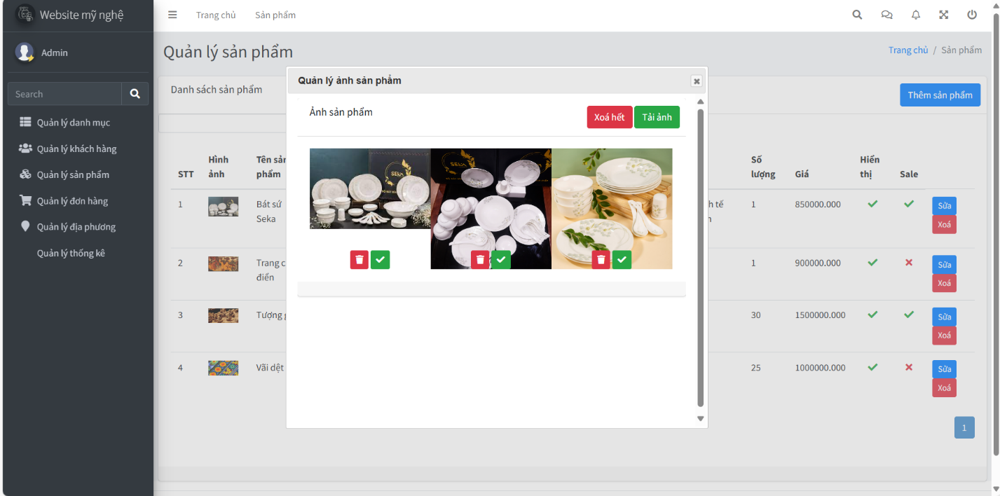 Website mỹ nghệ
Trang chủ
Sản phẩm
Admin
Search
Quản lý danh mục
Quản lý khách hàng
Quản lý sản phẩm
Quản lý đơn hàng
Quản lý địa phương
Quản lý thống kê
Quản lý sản phẩm
Trang chủ / Sản phẩm
Danh sách sản phẩm
Thêm sản phẩm
Quản lý ảnh sản phẩm
Ảnh sản phẩm
Xoá hết
Tải ảnh
SEKA
STT
Hình
ảnh
Tên sản
phẩm
Số
lượng
Giá
Hiển
thị
Sale
1
Bát sứ
Seka
1
850000.000
Sửa
Xoá
2
Trang
điển
1
900000.000
Sửa
Xoá
3
Tượng
30
1500000.000
Sửa
Xoá
4
Vãi dệt
25
1000000.000
Sửa
Xoá
1